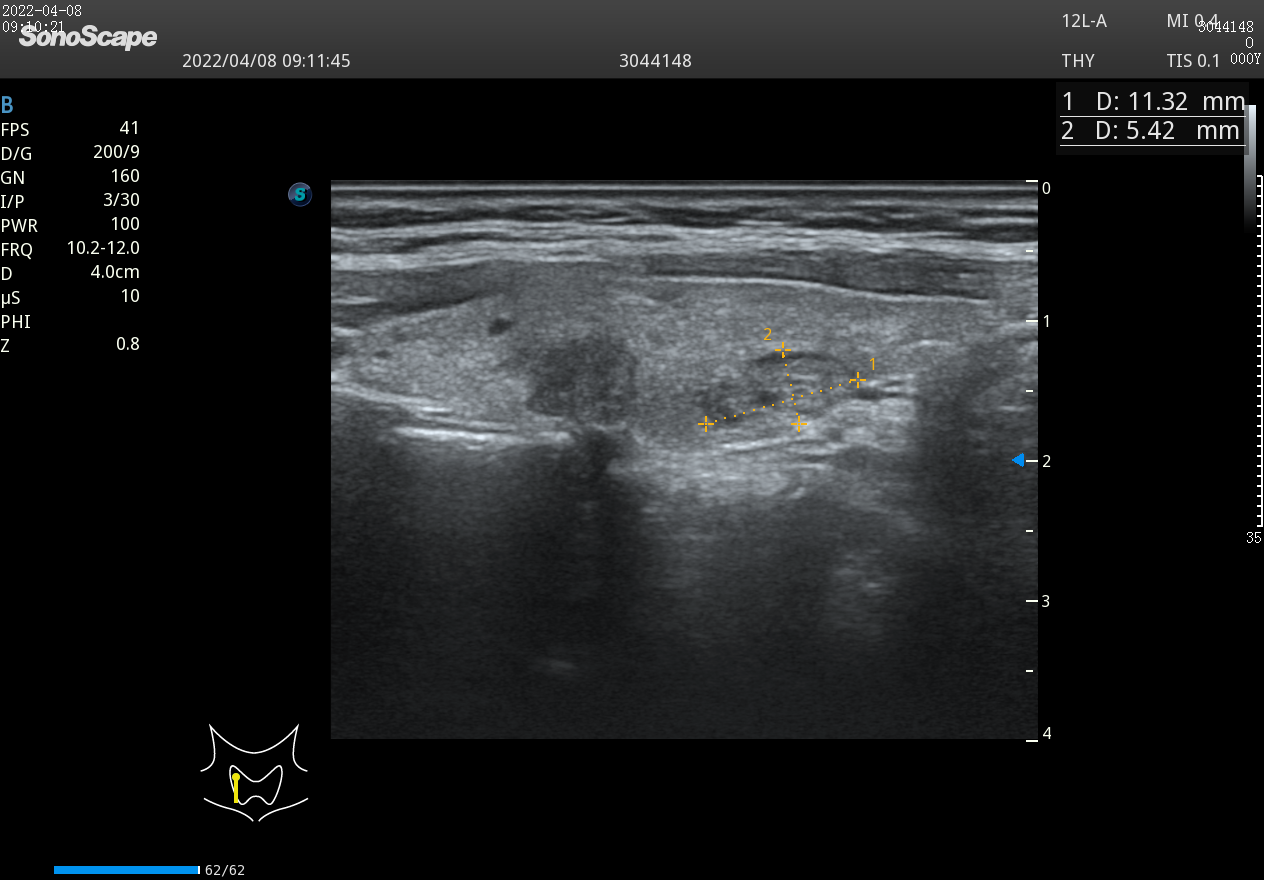 2022-04-08
09:10:21
SonoScape
2022/04/08 09:11:45
3044148
12L-A
MI 0.4
THY
TIS 0.1
3044148
0
000Y
1 D: 11.32 mm
2 D: 5.42 mm
B
FPS 41
D/G 200/9
GN 160
I/P 3/30
PWR 100
FRQ 10.2-12.0
D 4.0cm
µS 10
PHI
Z 0.8
S
0
1
2
3
4
2
1
35
62/62